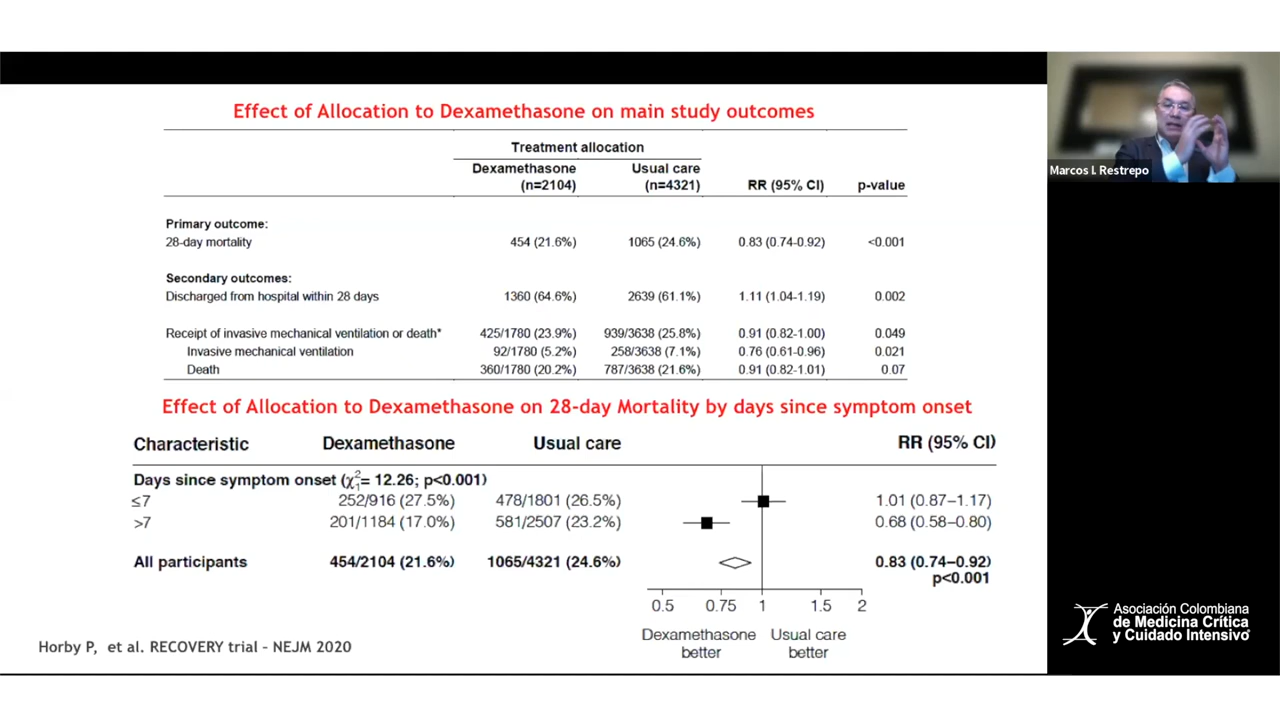 Effect of Allocation to Dexamethasone on main study outcomes
Treatment allocation
Dexamethasone Usual care
(n=2104) (n=4321) RR (95% CI) p-value
Primary outcome:
28-day mortality 454 (21.6%) 1065 (24.6%) 0.83 (0.74-0.92) <0.001
Secondary outcomes:
Discharged from hospital within 28 days 1360 (64.6%) 2639 (61.1%) 1.11 (1.04-1.19) 0.002
Receipt of invasive mechanical ventilation or death* 425/1780 (23.9%) 939/3638 (25.8%) 0.91 (0.82-1.00) 0.049
Invasive mechanical ventilation 92/1780 (5.2%) 258/3638 (7.1%) 0.76 (0.61-0.96) 0.021
Death 360/1780 (20.2%) 787/3638 (21.6%) 0.91 (0.82-1.01) 0.07
Effect of Allocation to Dexamethasone on 28-day Mortality by days since symptom onset
Characteristic Dexamethasone Usual care RR (95% CI)
Days since symptom onset (χ²₁= 12.26; p<0.001)
≤7 252/916 (27.5%) 478/1801 (26.5%) 1.01 (0.87–1.17)
>7 201/1184 (17.0%) 581/2507 (23.2%) 0.68 (0.58–0.80)
All participants 454/2104 (21.6%) 1065/4321 (24.6%) 0.83 (0.74–0.92)
p<0.001
0.5 0.75 1 1.5 2
Dexamethasone Usual care
better better
Horby P, et al. RECOVERY trial – NEJM 2020
Marcos I. Restrepo
Asociación Colombiana
de Medicina Crítica
y Cuidado Intensivo